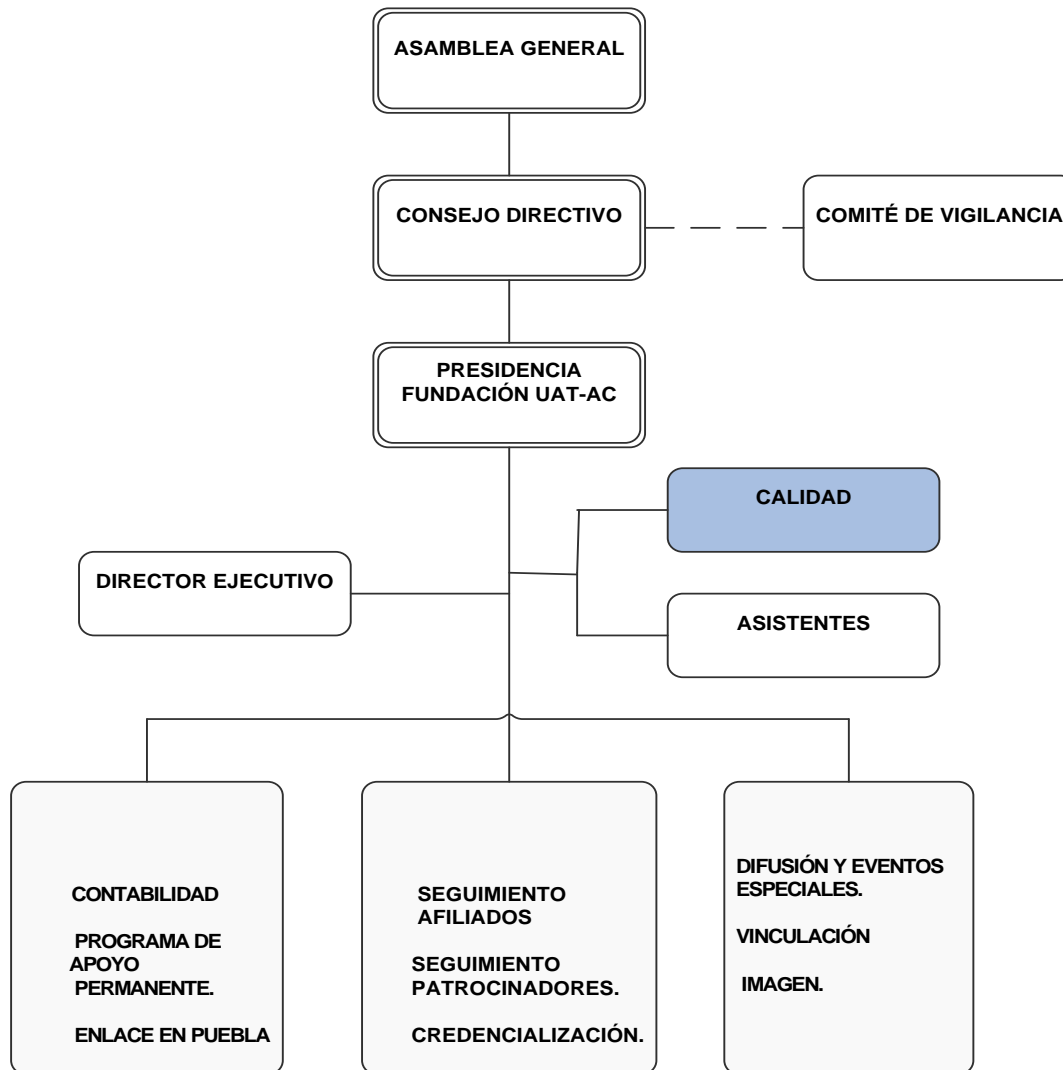 ASAMBLEA GENERAL
CONSEJO DIRECTIVO
COMITÉ DE VIGILANCIA
PRESIDENCIA
FUNDACIÓN UAT-AC
CALIDAD
DIRECTOR EJECUTIVO
ASISTENTES
CONTABILIDAD
PROGRAMA DE
APOYO
PERMANENTE.
ENLACE EN PUEBLA
SEGUIMIENTO
AFILIADOS
SEGUIMIENTO
PATROCINADORES.
CREDENCIALIZACIÓN.
DIFUSIÓN Y EVENTOS
ESPECIALES.
VINCULACIÓN
IMAGEN.